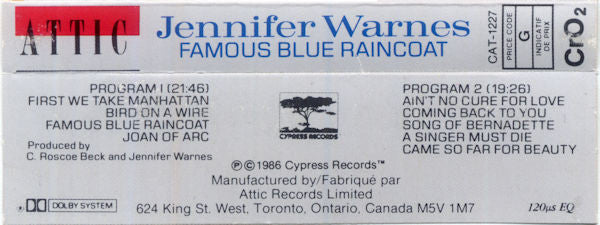 ATTIC
Jennifer Warnes
FAMOUS BLUE RAINCOAT
CAT-1227
PRICE CODE
G
INDICATIF
DE PRIX
CrO2
PROGRAM 1 (21:46)
FIRST WE TAKE MANHATTAN
BIRD ON A WIRE
FAMOUS BLUE RAINCOAT
JOAN OF ARC
Produced by
C. Roscoe Beck and Jennifer Warnes
CYPRESS RECORDS
PROGRAM 2 (19:26)
AIN'T NO CURE FOR LOVE
COMING BACK TO YOU
SONG OF BERNADETTE
A SINGER MUST DIE
CAME SO FAR FOR BEAUTY
℗©1986 Cypress Records™
Manufactured by/Fabriqué par
Attic Records Limited
624 King St. West, Toronto, Ontario, Canada M5V 1M7
DOLBY SYSTEM
120µs EQ